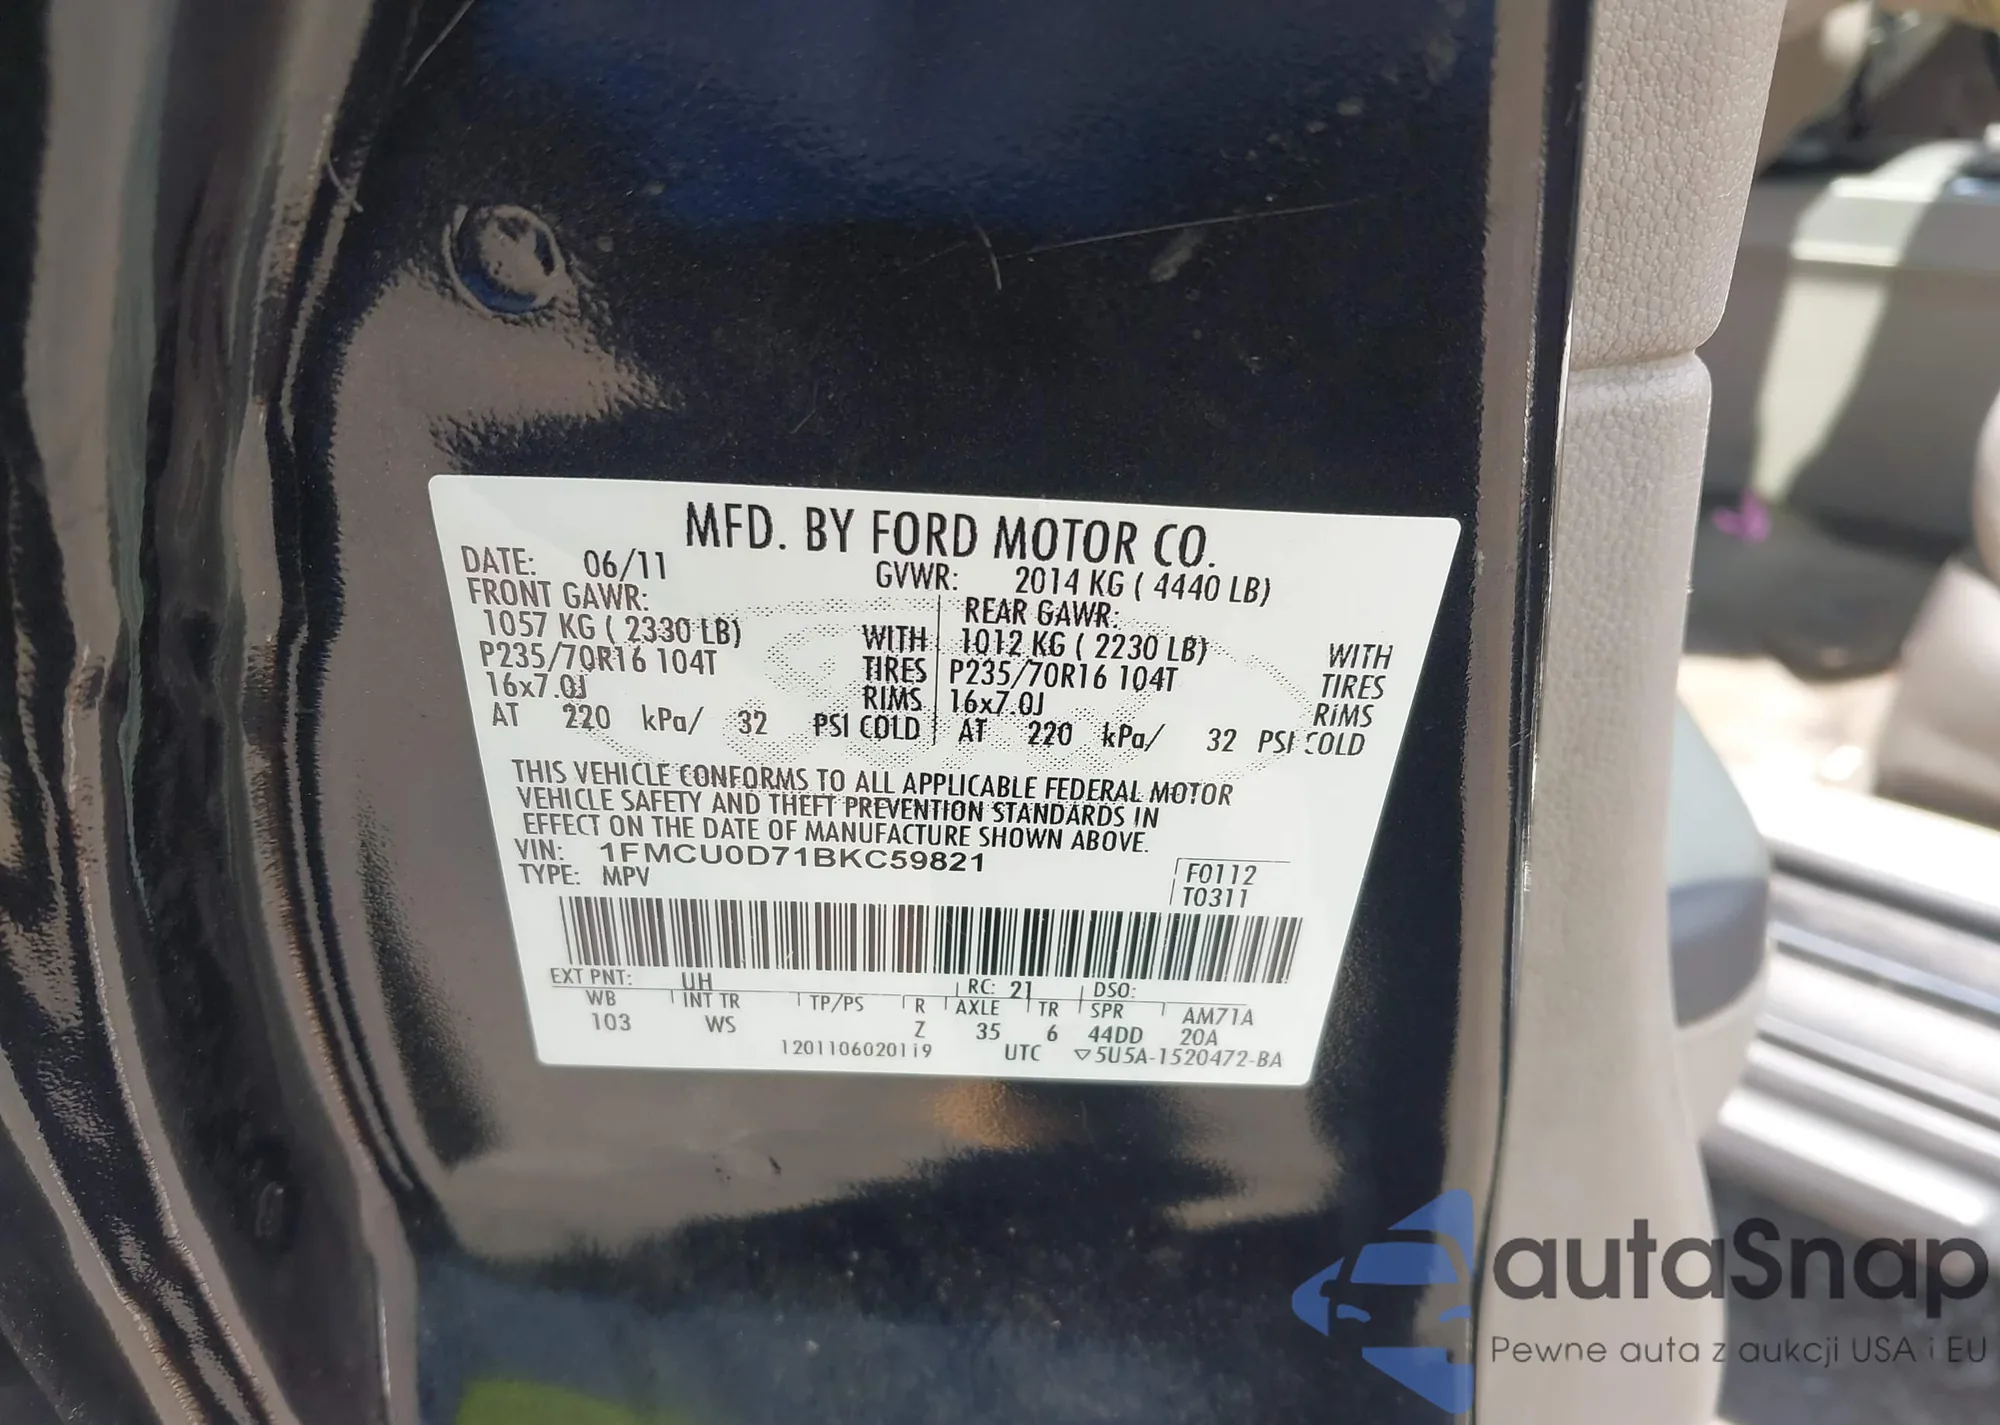 MFD. BY FORD MOTOR CO.
DATE: 06/11 GVWR: 2014 KG ( 4440 LB)
FRONT GAWR: REAR GAWR:
1057 KG ( 2330 LB) WITH 1012 KG ( 2230 LB) WITH
P235/70R16 104T TIRES P235/70R16 104T TIRES
16x7.0J RIMS 16x7.0J RIMS
AT 220 kPa/ 32 PSI COLD AT 220 kPa/ 32 PSI COLD
THIS VEHICLE CONFORMS TO ALL APPLICABLE FEDERAL MOTOR
VEHICLE SAFETY AND THEFT PREVENTION STANDARDS IN
EFFECT ON THE DATE OF MANUFACTURE SHOWN ABOVE.
VIN: 1FMCU0D71BKC59821
TYPE: MPV F0112
T0311
EXT PNT: UH RC: 21 DSO:
WB INT TR TP/PS R AXLE TR SPR AM71A
103 WS Z 35 6 44DD 20A
12011060201i9 UTC ▽5U5A-1520472-BA
autaSnap
Pewne auta z aukcji USA i EU